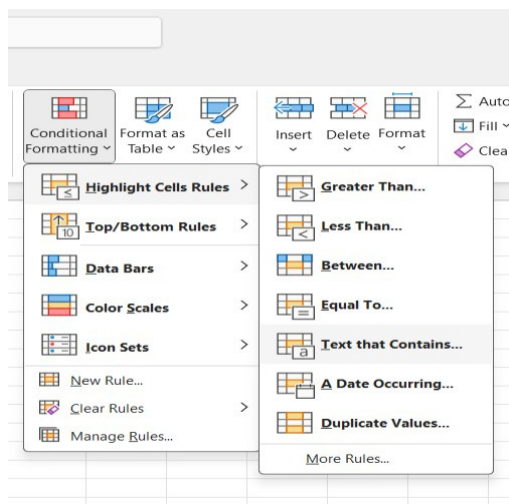 Conditional Formatting
Format as Table
Cell Styles
Insert
Delete
Format
Σ Auto
Fill
Clea
Highlight Cells Rules
Top/Bottom Rules
Data Bars
Color Scales
Icon Sets
New Rule...
Clear Rules
Manage Rules...
Greater Than...
Less Than...
Between...
Equal To...
Text that Contains...
A Date Occurring...
Duplicate Values...
More Rules...